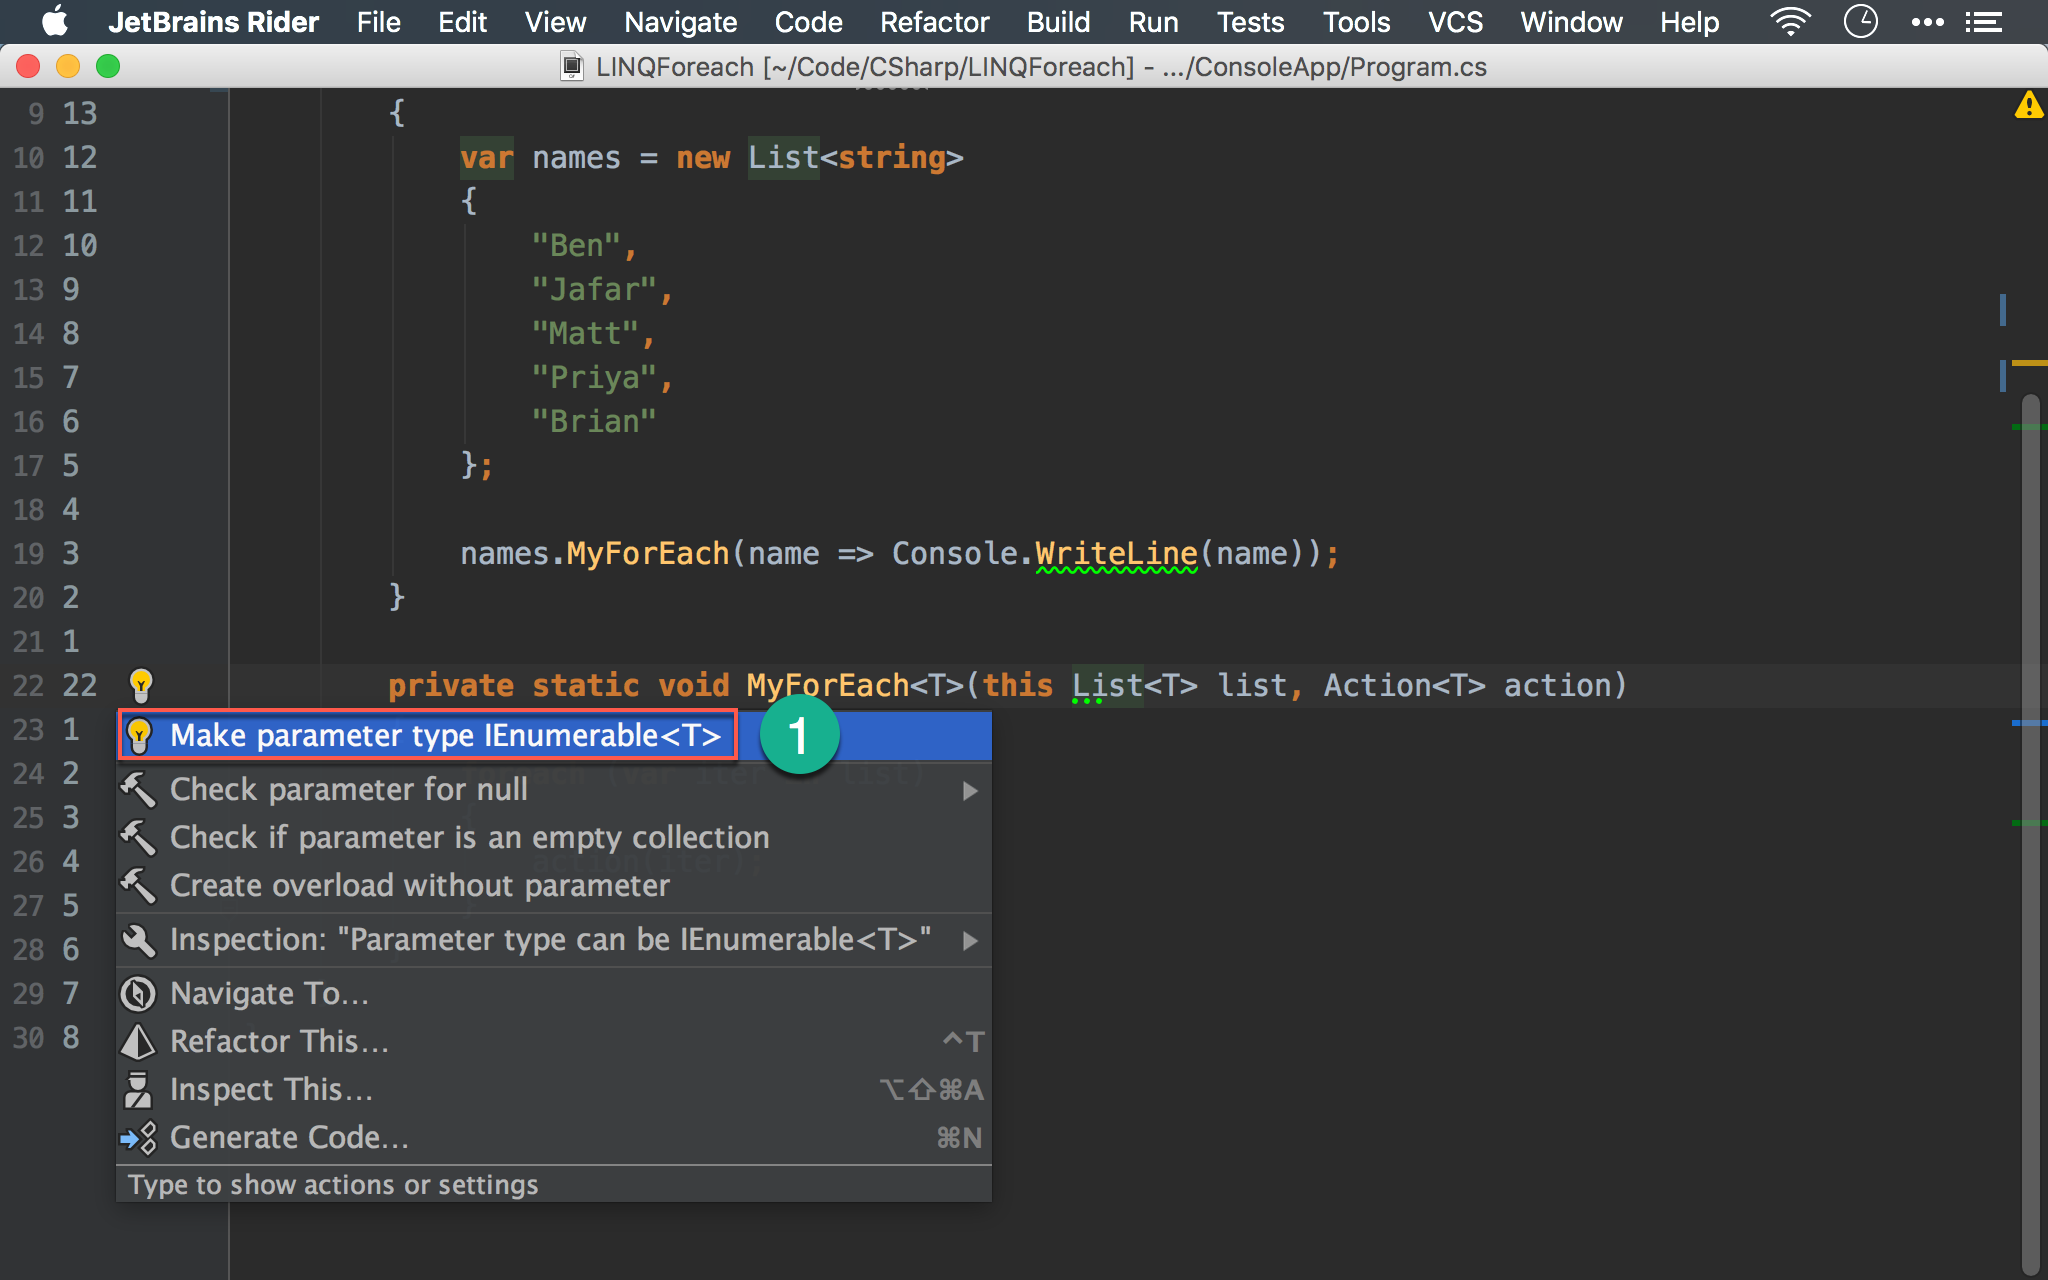 JetBrains Rider File Edit View Navigate Code Refactor Build Run Tests Tools VCS Window Help
LINQForeach [~/Code/CSharp/LINQForeach] - .../ConsoleApp/Program.cs
9 13 {
10 12 var names = new List<string>
11 11 {
12 10 "Ben",
13 9 "Jafar",
14 8 "Matt",
15 7 "Priya",
16 6 "Brian"
17 5 };
18 4
19 3 names.MyForEach(name => Console.WriteLine(name));
20 2 }
21 1
22 22 private static void MyForEach<T>(this List<T> list, Action<T> action)
23 1 Make parameter type IEnumerable<T> 1
24 2 Check parameter for null
25 3 Check if parameter is an empty collection
26 4 Create overload without parameter
27 5
28 6 Inspection: "Parameter type can be IEnumerable<T>"
29 7 Navigate To...
30 8 Refactor This... ^T
Inspect This... ⌥⇧⌘A
Generate Code... ⌘N
Type to show actions or settings